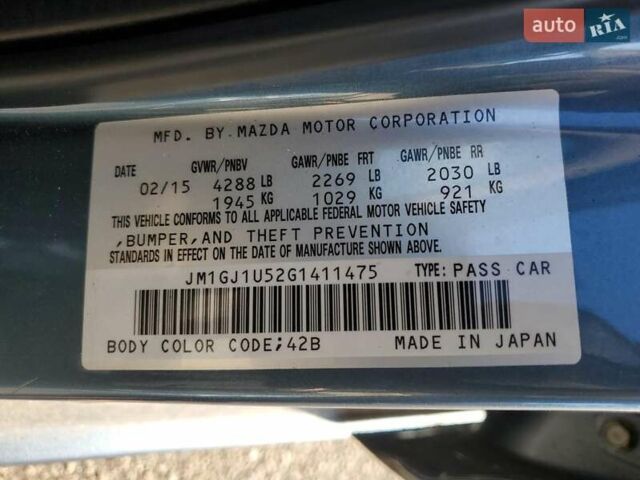 auto RIA
.com
MFD. BY MAZDA MOTOR CORPORATION
DATE GVWR/PNBV GAWR/PNBE FRT GAWR/PNBE RR
02/15 4288 LB 2269 LB 2030 LB
1945 KG 1029 KG 921 KG
THIS VEHICLE CONFORMS TO ALL APPLICABLE FEDERAL MOTOR VEHICLE SAFETY
,BUMPER,AND THEFT PREVENTION
STANDARDS IN EFFECT ON THE DATE OF MANUFACTURE SHOWN ABOVE.
JM1GJ1U52G1411475 TYPE: PASS CAR
BODY COLOR CODE;42B MADE IN JAPAN